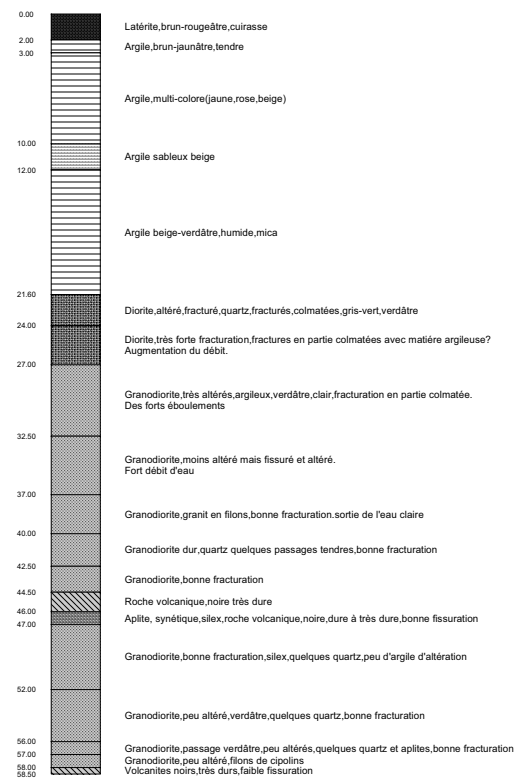 0.00
Latérite,brun-rougeâtre,cuirasse
2.00
Argile,brun-jaunâtre,tendre
3.00
Argile,multi-colore(jaune,rose,beige)
10.00
Argile sableux beige
12.00
Argile beige-verdâtre,humide,mica
21.60
Diorite,altéré,fracturé,quartz,fracturés,colmatées,gris-vert,verdâtre
24.00
Diorite,très forte fracturation,fractures en partie colmatées avec matiére argileuse?
Augmentation du débit.
27.00
Granodiorite,très altérés,argileux,verdâtre,clair,fracturation en partie colmatée.
Des forts éboulements
32.50
Granodiorite,moins altéré mais fissuré et altéré.
Fort débit d'eau
37.00
Granodiorite,granit en filons,bonne fracturation.sortie de l'eau claire
40.00
Granodiorite dur,quartz quelques passages tendres,bonne fracturation
42.50
Granodiorite,bonne fracturation
44.50
Roche volcanique,noire très dure
46.00
Aplite, synétique,silex,roche volcanique,noire,dure à très dure,bonne fissuration
47.00
Granodiorite,bonne fracturation,silex,quelques quartz,peu d'argile d'altération
52.00
Granodiorite,peu altéré,verdâtre,quelques quartz,bonne fracturation
56.00
Granodiorite,passage verdâtre,peu altérés,quelques quartz et aplites,bonne fracturation
57.00
Granodiorite,peu altéré,filons de cipolins
58.00
Volcanites noirs,très durs,faible fissuration
58.50